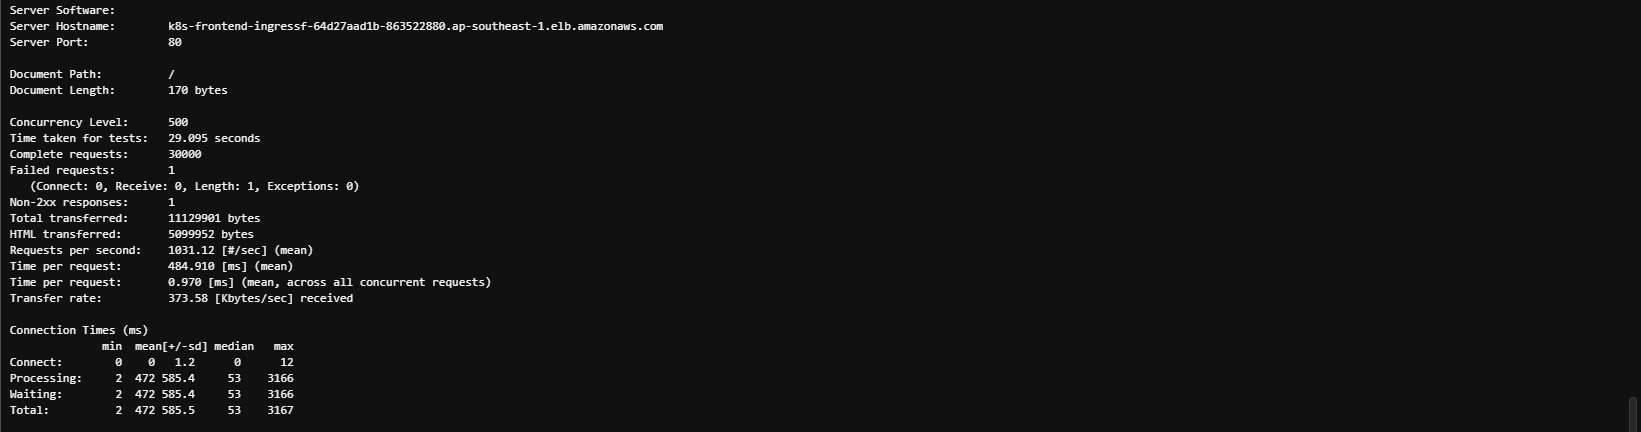 Server Software:
Server Hostname:        k8s-frontend-ingressf-64d27aad1b-863522880.ap-southeast-1.elb.amazonaws.com
Server Port:            80

Document Path:          /
Document Length:        170 bytes

Concurrency Level:      500
Time taken for tests:   29.095 seconds
Complete requests:      30000
Failed requests:        1
   (Connect: 0, Receive: 0, Length: 1, Exceptions: 0)
Non-2xx responses:      1
Total transferred:      11129901 bytes
HTML transferred:       5099952 bytes
Requests per second:    1031.12 [#/sec] (mean)
Time per request:       484.910 [ms] (mean)
Time per request:       0.970 [ms] (mean, across all concurrent requests)
Transfer rate:          373.58 [Kbytes/sec] received

Connection Times (ms)
              min  mean[+/-sd] median   max
Connect:        0    0   1.2      0      12
Processing:     2  472 585.4     53    3166
Waiting:        2  472 585.4     53    3166
Total:          2  472 585.5     53    3167